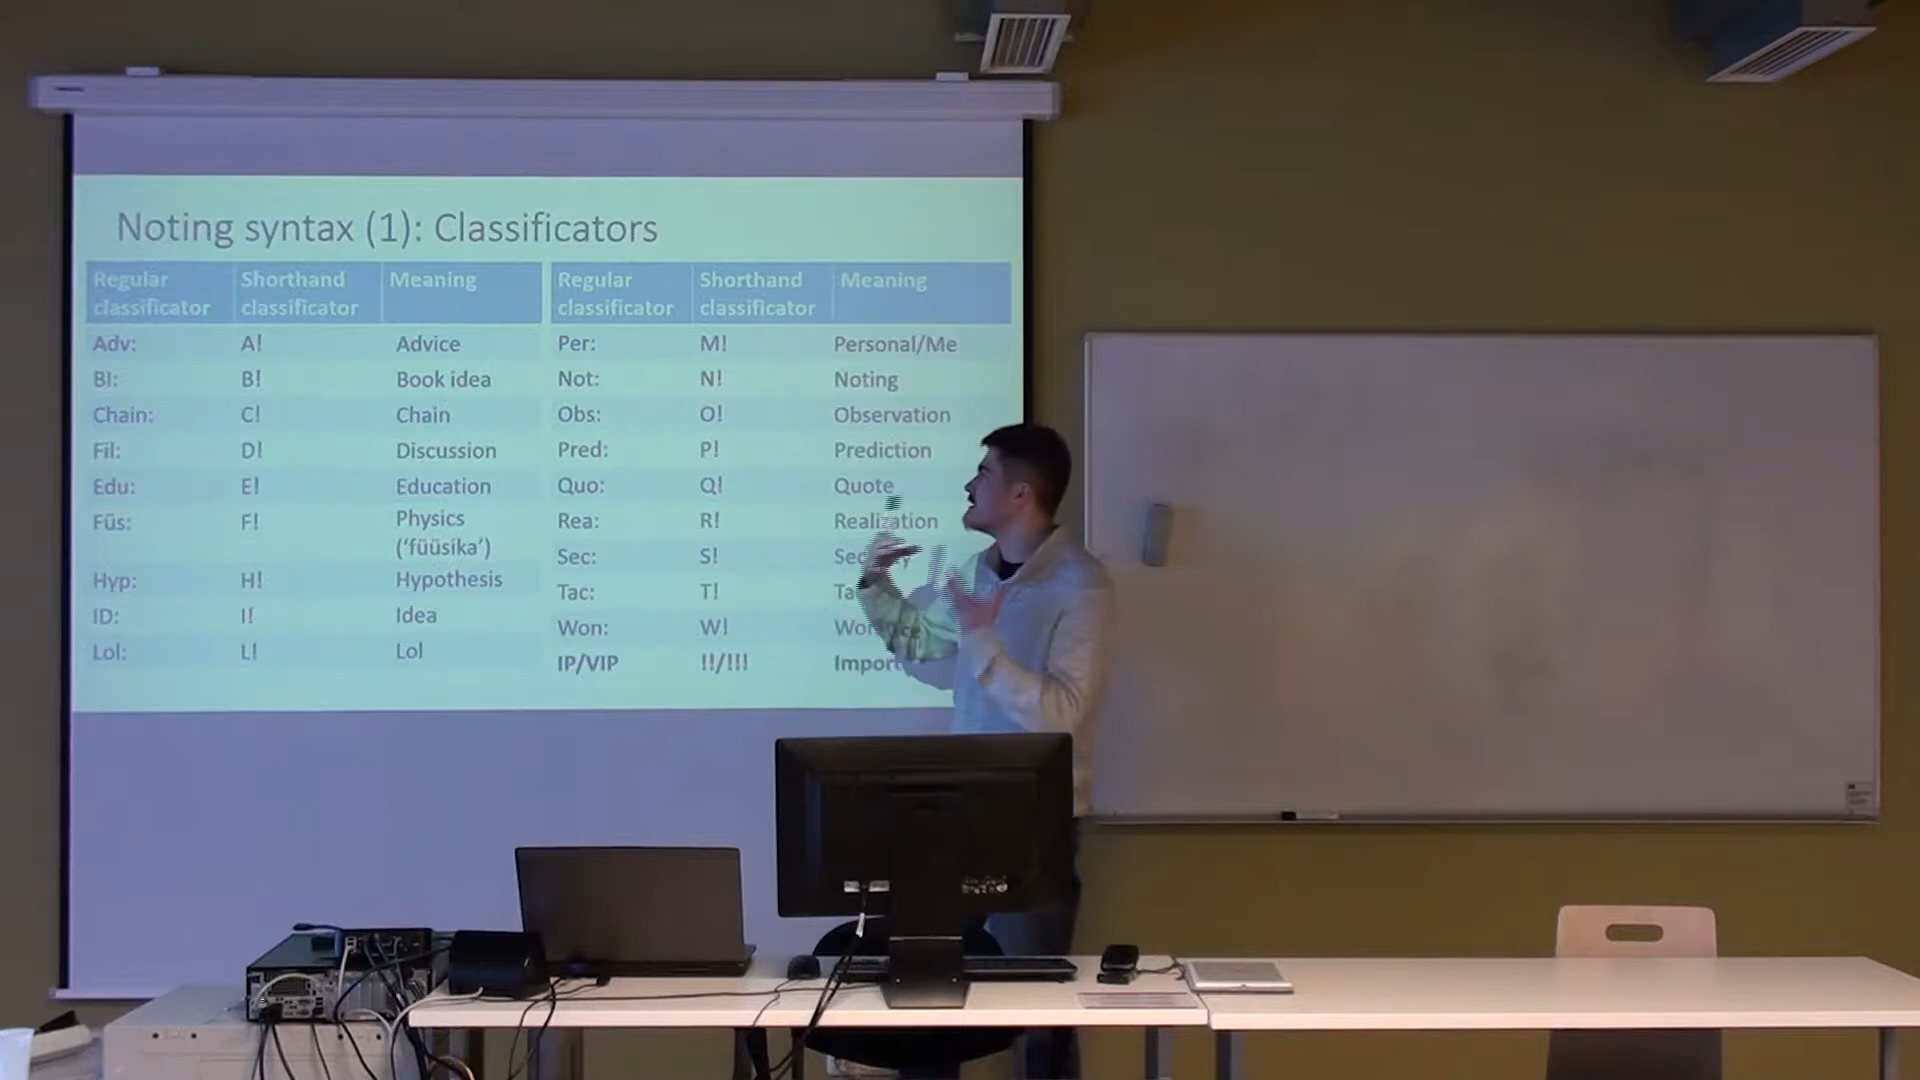 Noting syntax (1): Classificators
Regular classificator Shorthand classificator Meaning
Adv: A! Advice
BI: B! Book idea
Chain: C! Chain
Fil: D! Discussion
Edu: E! Education
Füs: F! Physics ('füüsika')
Hyp: H! Hypothesis
ID: I! Idea
Lol: L! Lol
Regular classificator Shorthand classificator Meaning
Per: M! Personal/Me
Not: N! Noting
Obs: O! Observation
Pred: P! Prediction
Quo: Q! Quote
Rea: R! Realization
Sec: S!
Tac: T!
Won: W!
IP/VIP !!/!!!